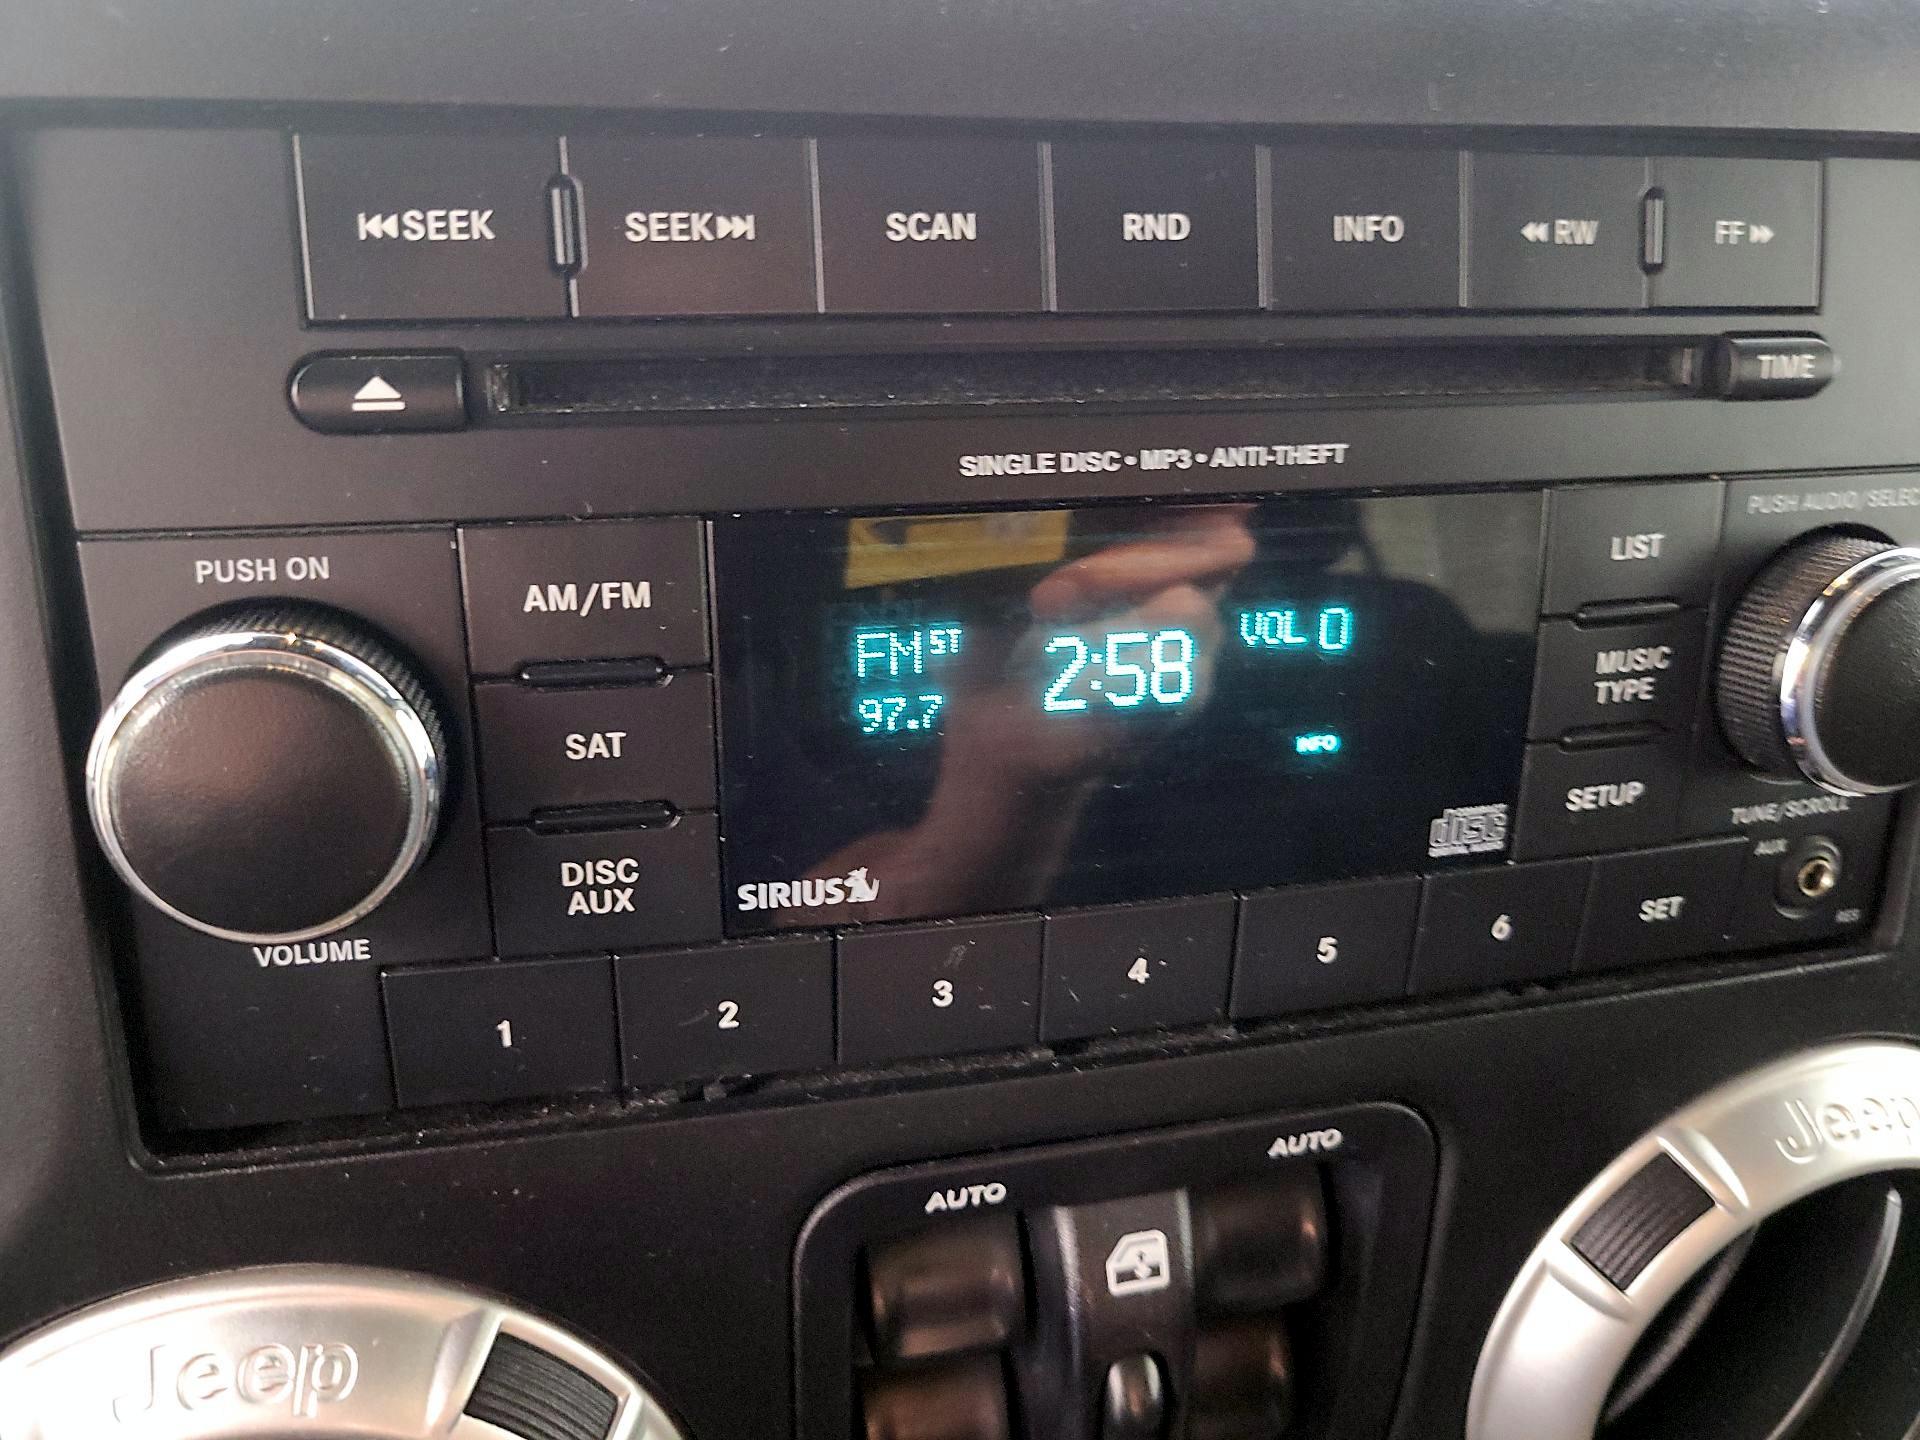 SEEK
SEEK
SCAN
RND
INFO
RW
FF
TIME
SINGLE DISC • MP3 • ANTI-THEFT
PUSH ON
VOLUME
AM/FM
SAT
DISC
AUX
FM ST
97.7
2:58
VOL 0
INFO
SIRIUS
disc
LIST
MUSIC
TYPE
SETUP
PUSH AUDIO/SELEC
TUNE/SCROLL
AUX
1
2
3
4
5
6
SET
AUTO
AUTO
Jeep
Jeep